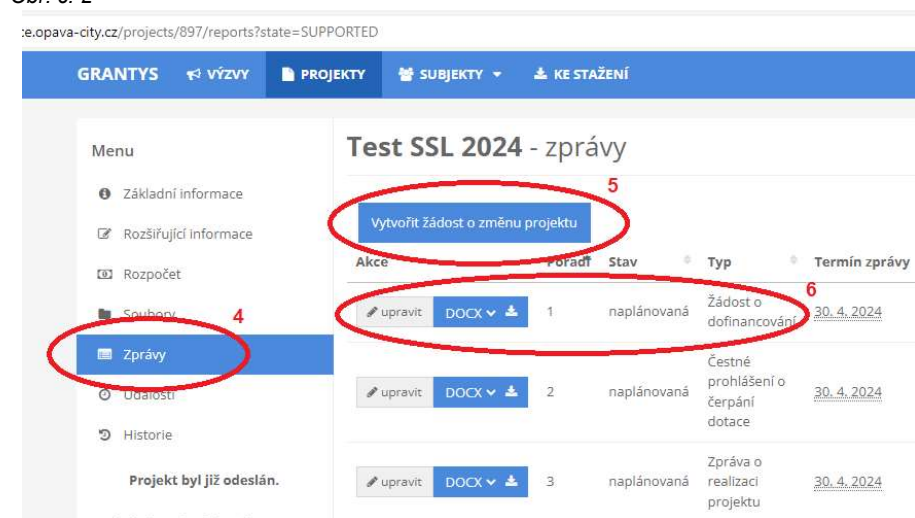 Obr. č. 2
e.opava-city.cz/projects/897/reports?state=SUPPORTED
GRANTYS VÝZVY PROJEKTY SUBJEKTY KE STAŽENÍ
Menu
Základní informace
Rozšiřující informace
Rozpočet
Soubory
4
Zprávy
Události
Historie
Projekt byl již odeslán.
Test SSL 2024 - zprávy
5
Vytvořit žádost o změnu projektu
Akce Pořadí Stav Typ Termín zprávy
6
upravit DOCX 1 naplánovaná Žádost o dofinancování 30. 4. 2024
upravit DOCX 2 naplánovaná Čestné prohlášení o čerpání dotace 30. 4. 2024
upravit DOCX 3 naplánovaná Zpráva o realizaci projektu 30. 4. 2024